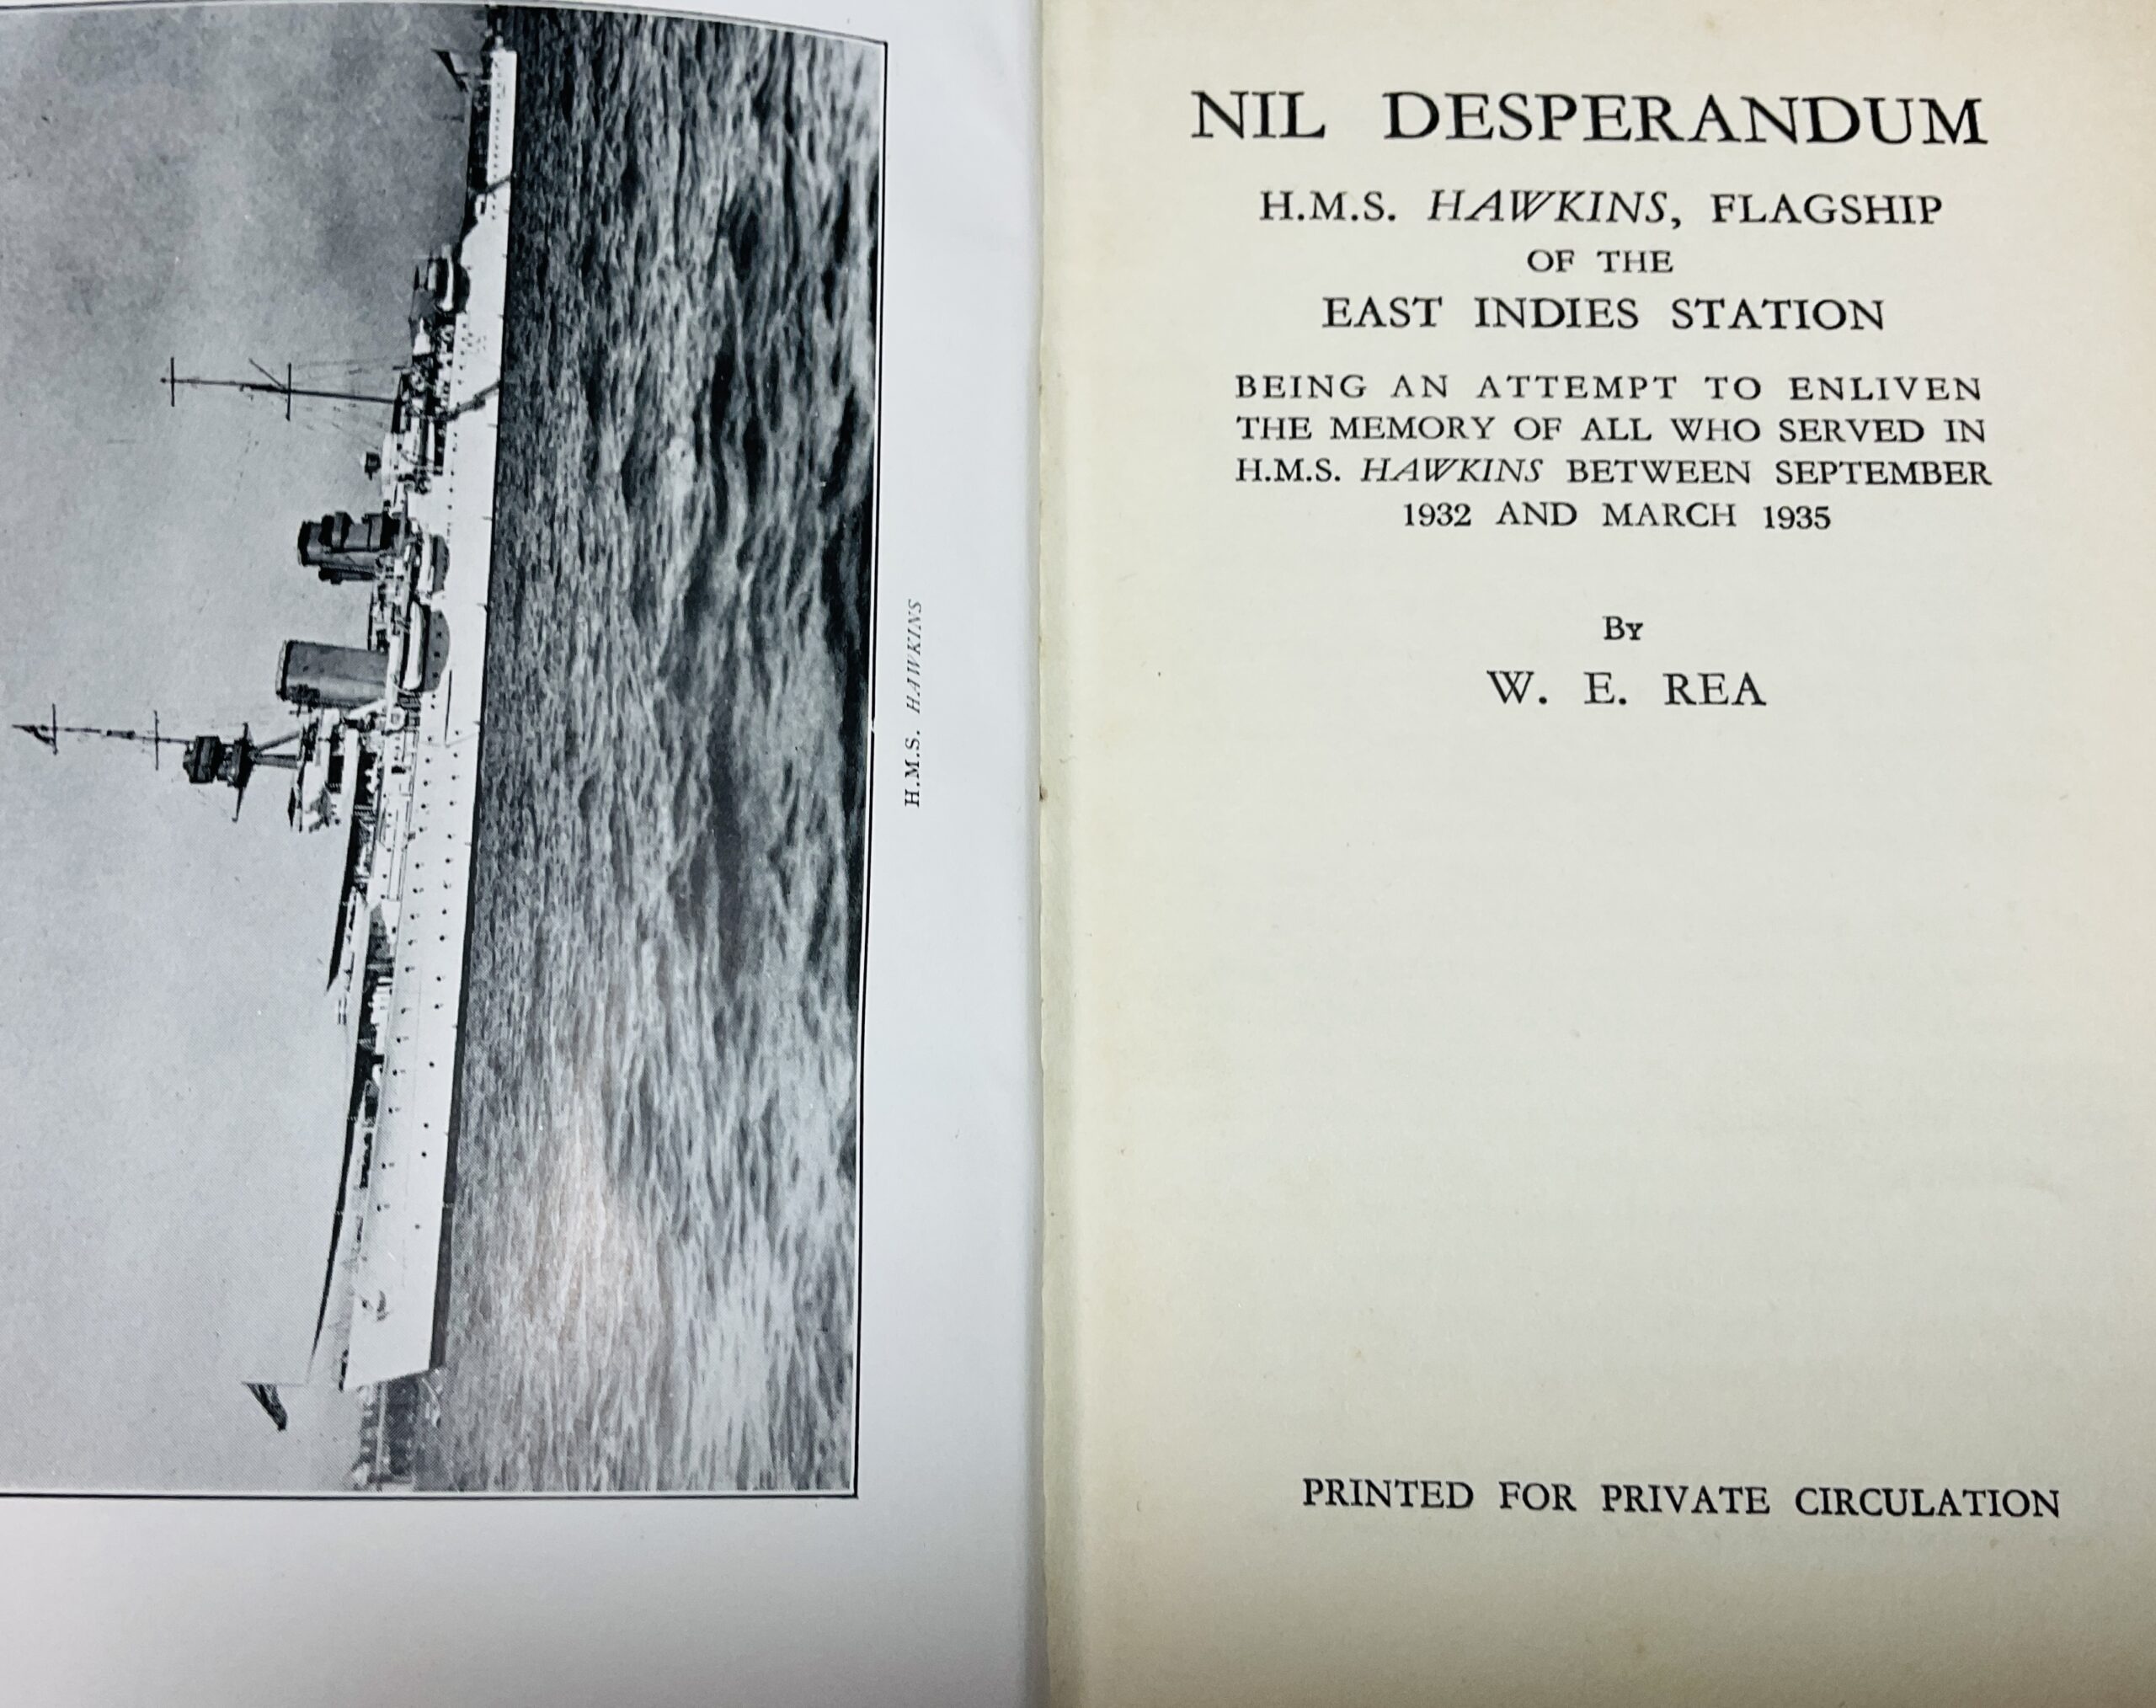 H.M.S. HAWKINS
NIL DESPERANDUM
H.M.S. HAWKINS, FLAGSHIP
OF THE
EAST INDIES STATION
BEING AN ATTEMPT TO ENLIVEN
THE MEMORY OF ALL WHO SERVED IN
H.M.S. HAWKINS BETWEEN SEPTEMBER
1932 AND MARCH 1935
By
W. E. REA
PRINTED FOR PRIVATE CIRCULATION